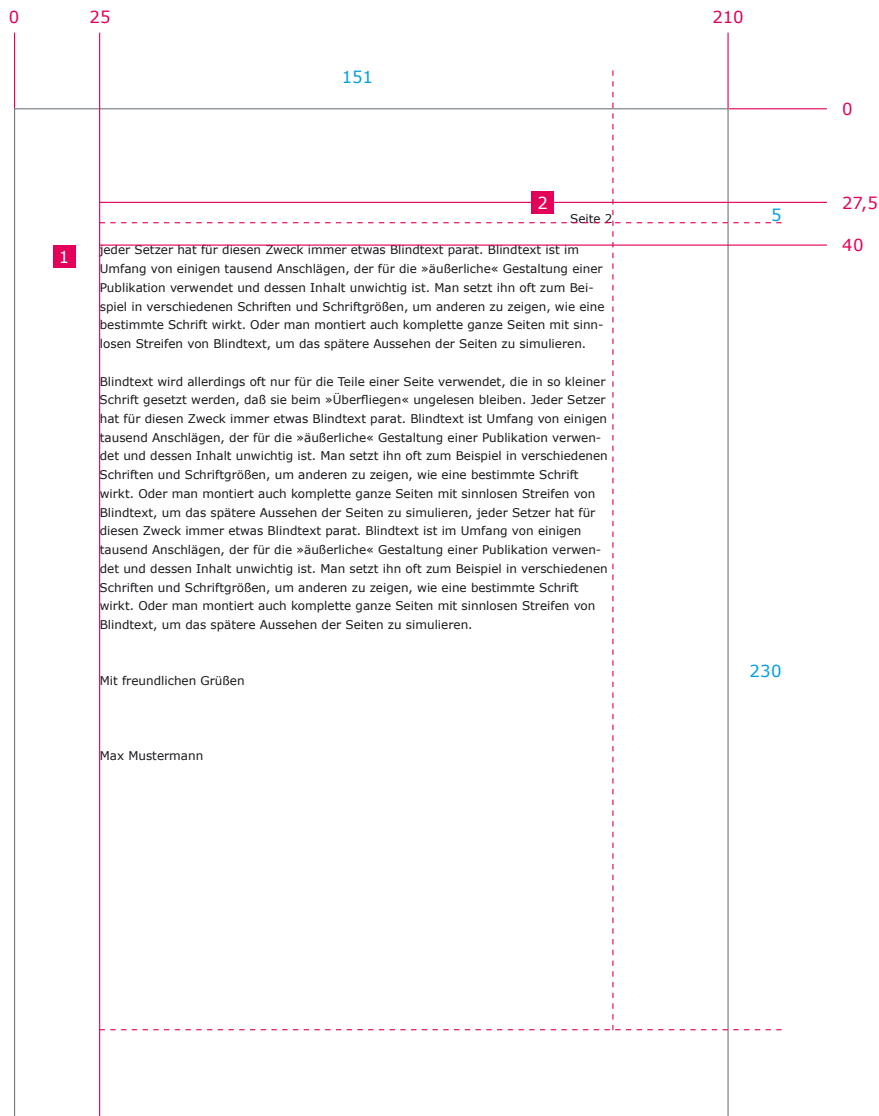 0 25 210
151
0
27,5
2
Seite 2
5
40
1
jeder Setzer hat für diesen Zweck immer etwas Blindtext parat. Blindtext ist im
Umfang von einigen tausend Anschlägen, der für die »äußerliche« Gestaltung einer
Publikation verwendet und dessen Inhalt unwichtig ist. Man setzt ihn oft zum Bei-
spiel in verschiedenen Schriften und Schriftgrößen, um anderen zu zeigen, wie eine
bestimmte Schrift wirkt. Oder man montiert auch komplette ganze Seiten mit sinn-
losen Streifen von Blindtext, um das spätere Aussehen der Seiten zu simulieren.
Blindtext wird allerdings oft nur für die Teile einer Seite verwendet, die in so kleiner
Schrift gesetzt werden, daß sie beim »Überfliegen« ungelesen bleiben. Jeder Setzer
hat für diesen Zweck immer etwas Blindtext parat. Blindtext ist Umfang von einigen
tausend Anschlägen, der für die »äußerliche« Gestaltung einer Publikation verwen-
det und dessen Inhalt unwichtig ist. Man setzt ihn oft zum Beispiel in verschiedenen
Schriften und Schriftgrößen, um anderen zu zeigen, wie eine bestimmte Schrift
wirkt. Oder man montiert auch komplette ganze Seiten mit sinnlosen Streifen von
Blindtext, um das spätere Aussehen der Seiten zu simulieren, jeder Setzer hat für
diesen Zweck immer etwas Blindtext parat. Blindtext ist im Umfang von einigen
tausend Anschlägen, der für die »äußerliche« Gestaltung einer Publikation verwen-
det und dessen Inhalt unwichtig ist. Man setzt ihn oft zum Beispiel in verschiedenen
Schriften und Schriftgrößen, um anderen zu zeigen, wie eine bestimmte Schrift
wirkt. Oder man montiert auch komplette ganze Seiten mit sinnlosen Streifen von
Blindtext, um das spätere Aussehen der Seiten zu simulieren.
230
Mit freundlichen Grüßen
Max Mustermann